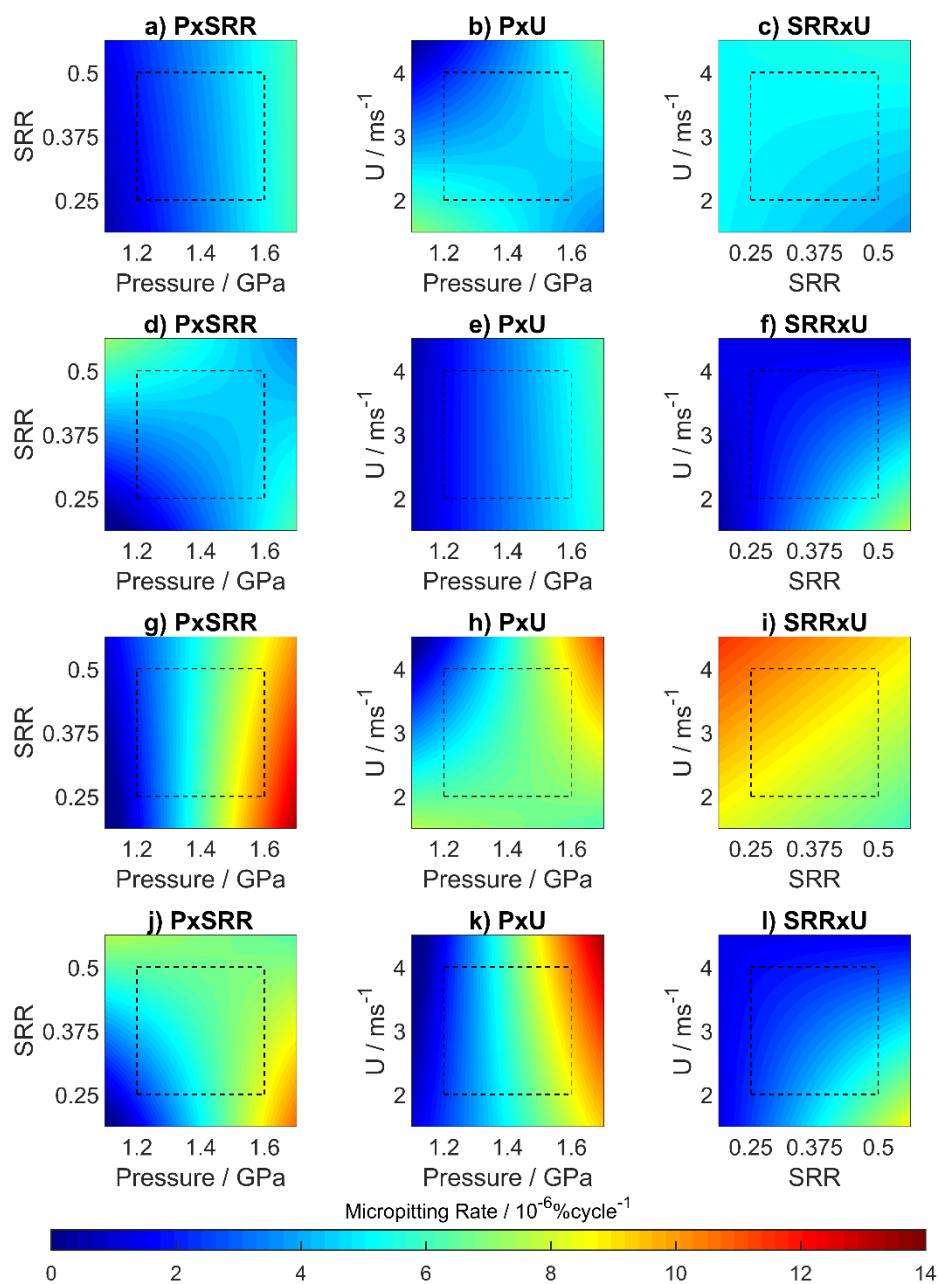 a) PxSRR b) PxU c) SRRxU
0.5 4 4
SRR 0.375 U / ms⁻¹ 3 U / ms⁻¹ 3
0.25 2 2
1.2 1.4 1.6 1.2 1.4 1.6 0.25 0.375 0.5
Pressure / GPa Pressure / GPa SRR
d) PxSRR e) PxU f) SRRxU
0.5 4 4
SRR 0.375 U / ms⁻¹ 3 U / ms⁻¹ 3
0.25 2 2
1.2 1.4 1.6 1.2 1.4 1.6 0.25 0.375 0.5
Pressure / GPa Pressure / GPa SRR
g) PxSRR h) PxU i) SRRxU
0.5 4 4
SRR 0.375 U / ms⁻¹ 3 U / ms⁻¹ 3
0.25 2 2
1.2 1.4 1.6 1.2 1.4 1.6 0.25 0.375 0.5
Pressure / GPa Pressure / GPa SRR
j) PxSRR k) PxU l) SRRxU
0.5 4 4
SRR 0.375 U / ms⁻¹ 3 U / ms⁻¹ 3
0.25 2 2
1.2 1.4 1.6 1.2 1.4 1.6 0.25 0.375 0.5
Pressure / GPa Pressure / GPa SRR
Micropitting Rate / 10⁻⁶%cycle⁻¹
0 2 4 6 8 10 12 14